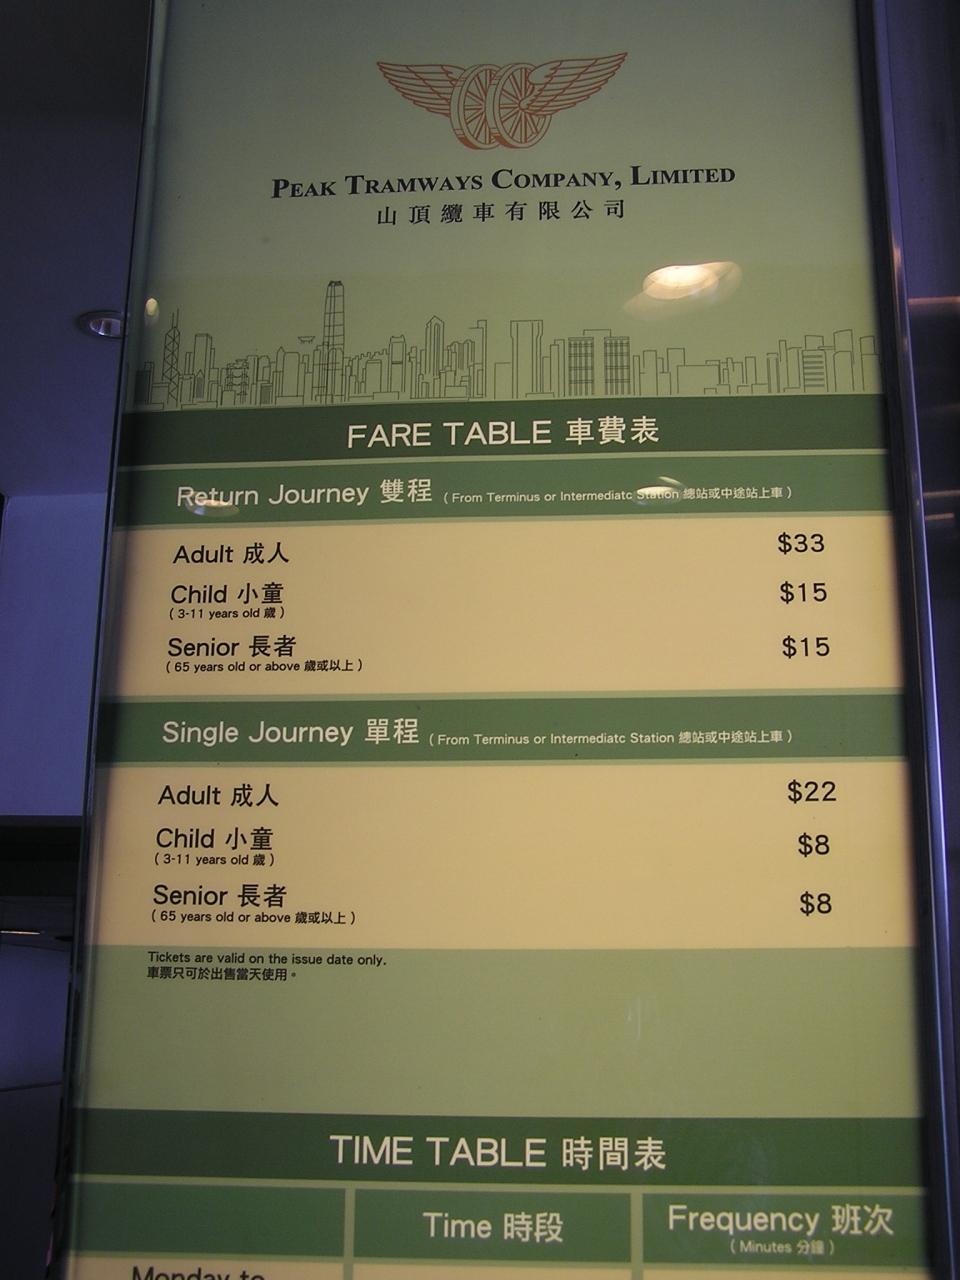 PEAK TRAMWAYS COMPANY, LIMITED
山頂纜車有限公司
FARE TABLE 車費表
Return Journey 雙程 ( From Terminus or Intermediatc Station 總站或中途站上車 )
Adult 成人 $33
Child 小童 $15
( 3-11 years old 歲 )
Senior 長者 $15
( 65 years old or above 歲或以上 )
Single Journey 單程 ( From Terminus or Intermediatc Station 總站或中途站上車 )
Adult 成人 $22
Child 小童 $8
( 3-11 years old 歲 )
Senior 長者 $8
( 65 years old or above 歲或以上 )
Tickets are valid on the issue date only.
車票只可於出售當天使用。
TIME TABLE 時間表
Time 時段 Frequency 班次
( Minutes 分鐘 )
Monday to